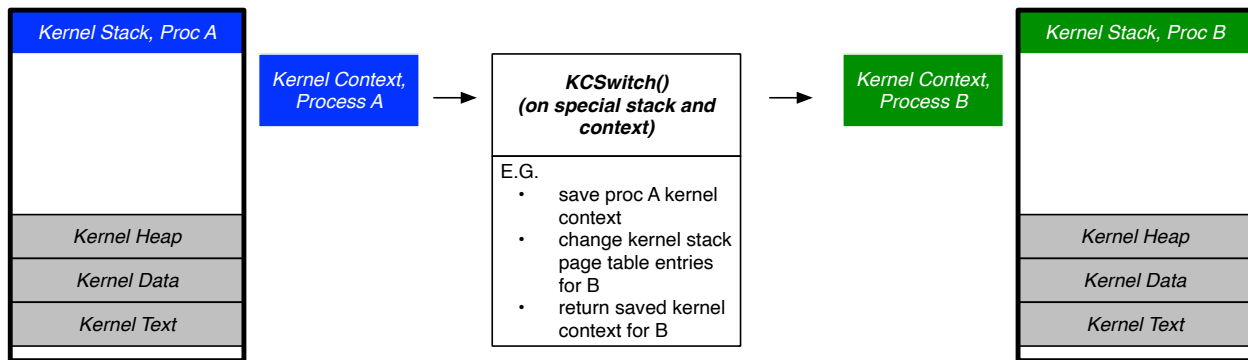 Kernel Stack, Proc A
Kernel Heap
Kernel Data
Kernel Text
Kernel Context,
Process A
KCSwitch()
(on special stack and
context)
E.G.
• save proc A kernel
context
• change kernel stack
page table entries
for B
• return saved kernel
context for B
Kernel Context,
Process B
Kernel Stack, Proc B
Kernel Heap
Kernel Data
Kernel Text